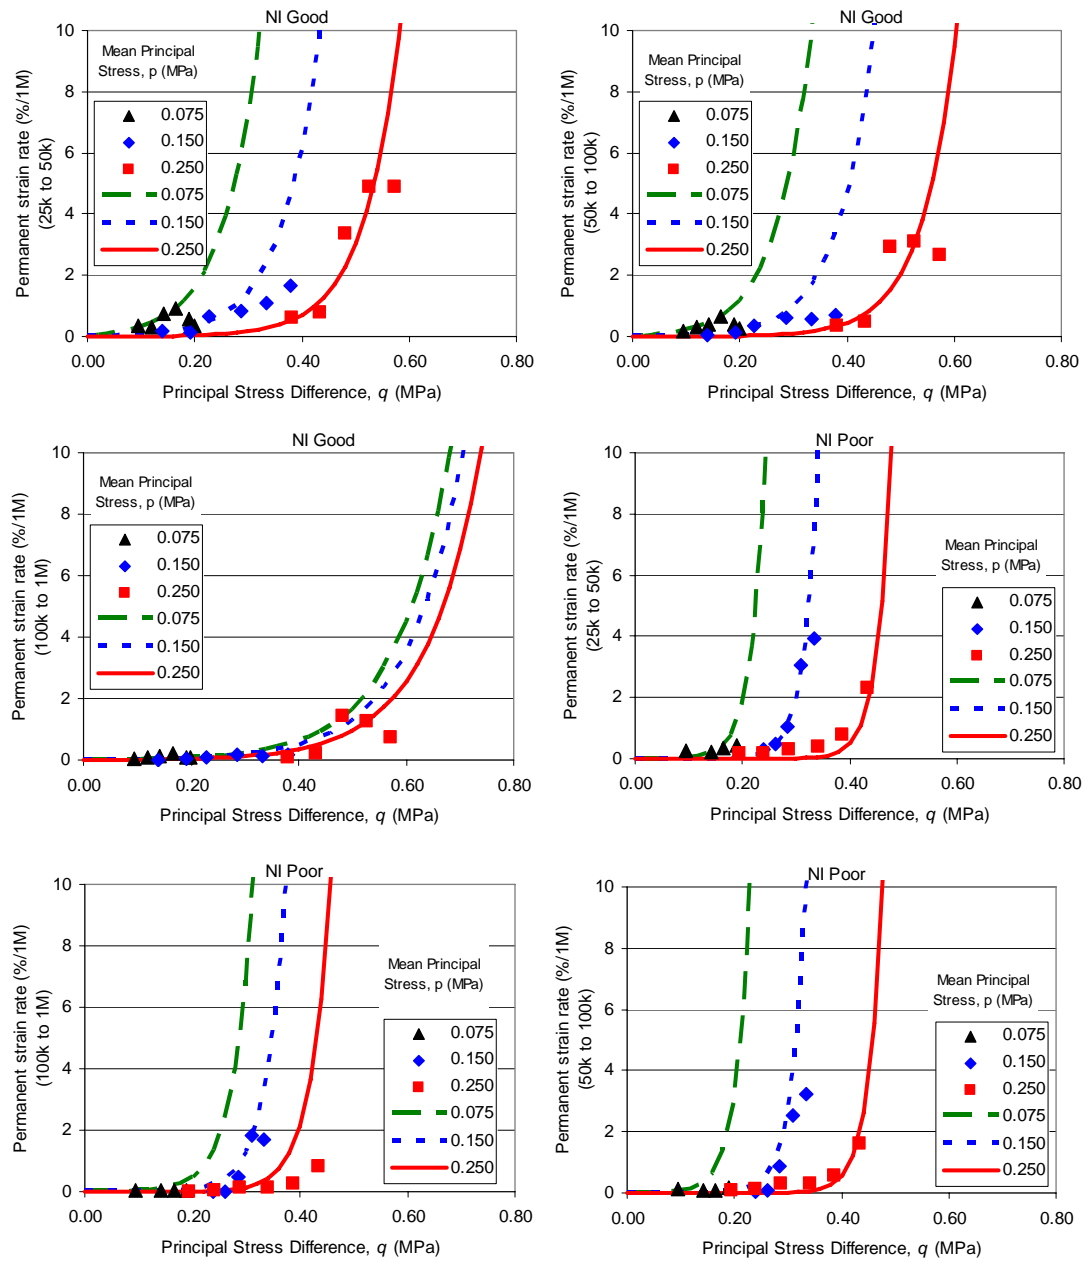 NI Good
Permanent strain rate (%/1M)
(25k to 50k)
10
8
6
4
2
0
Mean Principal
Stress, p (MPa)
0.075
0.150
0.250
0.075
0.150
0.250
0.00 0.20 0.40 0.60 0.80
Principal Stress Difference, q (MPa)
NI Good
Permanent strain rate (%/1M)
(50k to 100k)
10
8
6
4
2
0
Mean Principal
Stress, p (MPa)
0.075
0.150
0.250
0.075
0.150
0.250
0.00 0.20 0.40 0.60 0.80
Principal Stress Difference, q (MPa)
NI Good
Permanent strain rate (%/1M)
(100k to 1M)
10
8
6
4
2
0
Mean Principal
Stress, p (MPa)
0.075
0.150
0.250
0.075
0.150
0.250
0.00 0.20 0.40 0.60 0.80
Principal Stress Difference, q (MPa)
NI Poor
Permanent strain rate (%/1M)
(25k to 50k)
10
8
6
4
2
0
Mean Principal
Stress, p (MPa)
0.075
0.150
0.250
0.075
0.150
0.250
0.00 0.20 0.40 0.60 0.80
Principal Stress Difference, q (MPa)
NI Poor
Permanent strain rate (%/1M)
(100k to 1M)
10
8
6
4
2
0
Mean Principal
Stress, p (MPa)
0.075
0.150
0.250
0.075
0.150
0.250
0.00 0.20 0.40 0.60 0.80
Principal Stress Difference, q (MPa)
NI Poor
Permanent strain rate (%/1M)
(50k to 100k)
10
8
6
4
2
0
Mean Principal
Stress, p (MPa)
0.075
0.150
0.250
0.075
0.150
0.250
0.00 0.20 0.40 0.60 0.80
Principal Stress Difference, q (MPa)